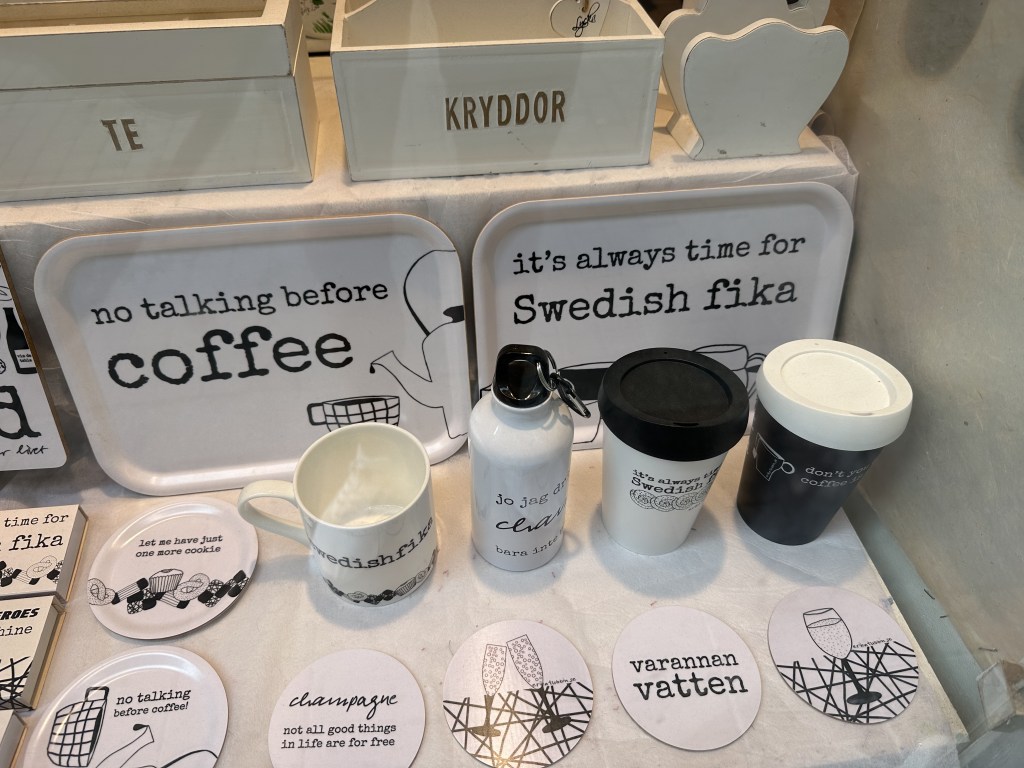 TE
KRYDDOR
no talking before
coffee
it's always time for
Swedish fika
time for
fika
let me have just
one more cookie
swedishfika
jo jag
bara inte
it's always
Swedish
don't
coffee
no talking
before coffee!
champagne
not all good things
in life are for free
varannan
vatten